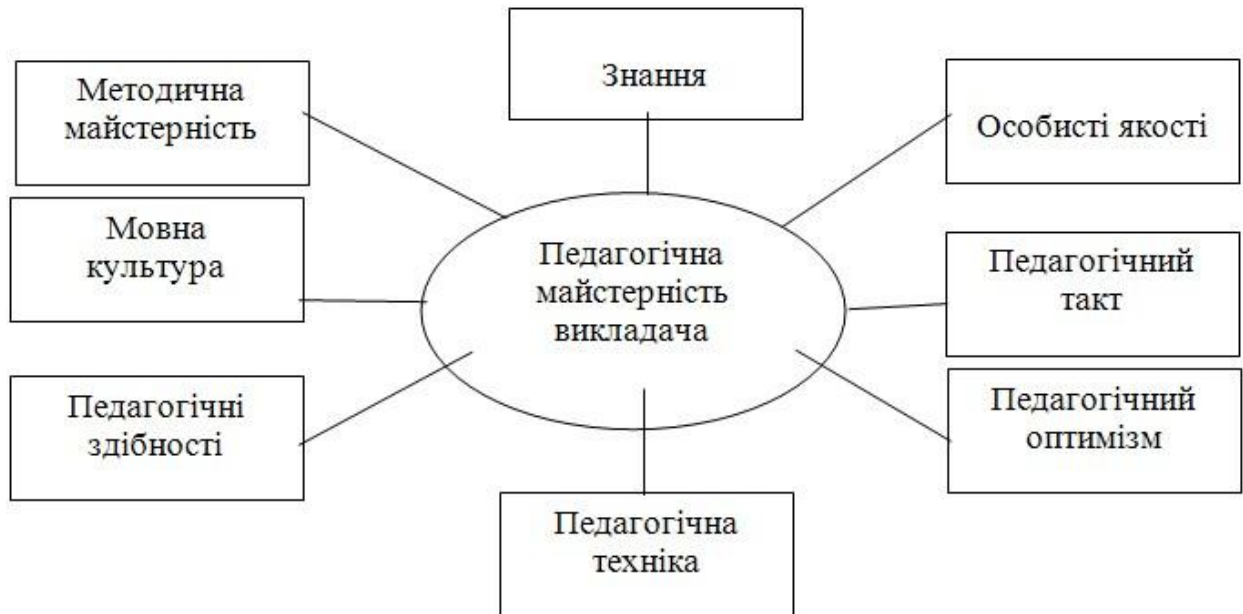 Знання
Методична
майстерність
Особисті якості
Мовна
культура
Педагогічна
майстерність
викладача
Педагогічний
такт
Педагогічні
здібності
Педагогічний
оптимізм
Педагогічна
техніка